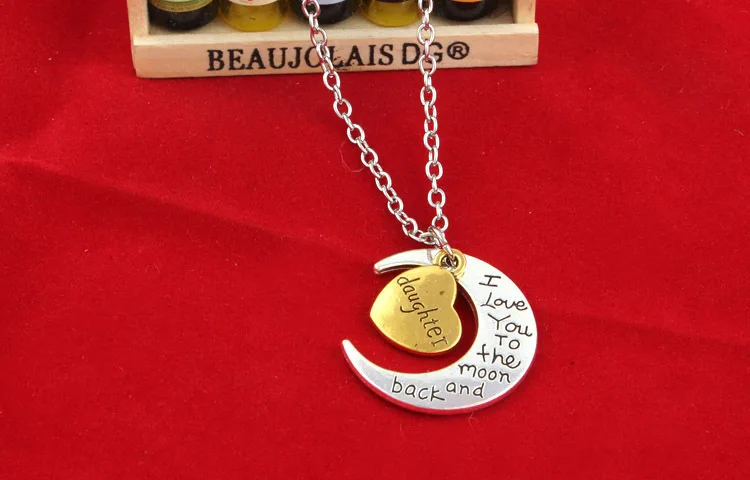 BEAUJOLAIS DG®
daughter
I
Love
You
To
the
moon
and
back